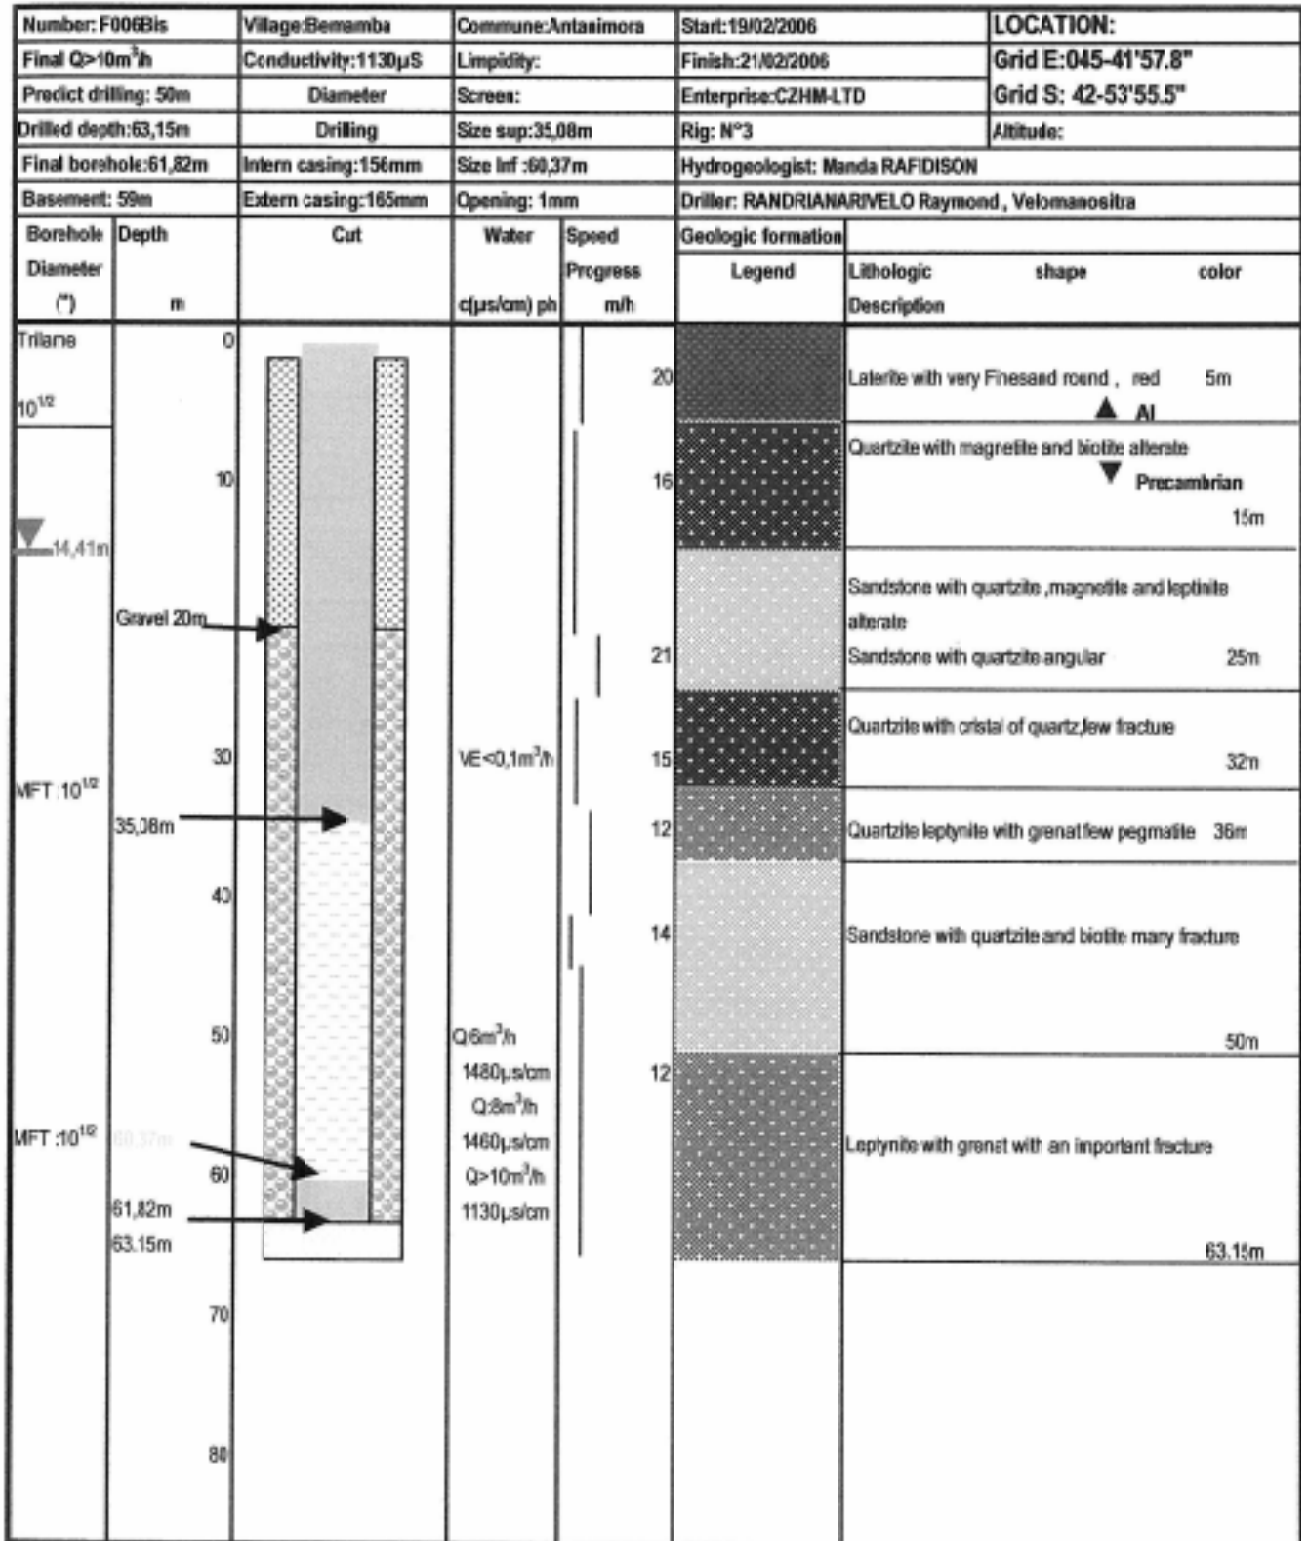 Number: F006Bis Village:Bemamba Commune:Antanimora Start:19/02/2006 LOCATION:
Final Q>10m³/h Conductivity:1130µS Limpidity: Finish:21/02/2006 Grid E:045-41'57.8"
Predict drilling: 50m Diameter Screen: Enterprise:CZHM-LTD Grid S: 42-53'55.5"
Drilled depth:63,15m Drilling Size sup:35,08m Rig: N°3 Altitude:
Final borehole:61,82m Intern casing:156mm Size Inf :60,37m Hydrogeologist: Manda RAFIDISON
Basement: 59m Extern casing:165mm Opening: 1mm Driller: RANDRIANARIVELO Raymond, Velomanositra
Borehole Depth Cut Water Speed Geologic formation
Diameter Progress Legend Lithologic shape color
(") m c(µs/cm) ph m/h Description
Trilame 0
20 Laterite with very Finesand round , red 5m
10 1/2 Al
Quartzite with magretite and biotite alterate
10 16 Precambrian
15m
14,41m
Sandstone with quartzite ,magnetite and leptinite
Gravel 20m alterate
21 Sandstone with quartzite angular 25m
Quartzite with cristal of quartz,few fracture
30 VE<0,1m³/h 15 32m
MFT :10 1/2
35,08m 12 Quartzite leptynite with grenat few pegmatite 36m
40
14 Sandstone with quartzite and biotite many fracture
50 Q:6m³/h 50m
1480µs/cm 12
Q:8m³/h
MFT :10 1/2 60,37m 1460µs/cm Leptynite with grenat with an important fracture
60 Q>10m³/h
61,82m 1130µs/cm
63.15m 63.15m
70
80